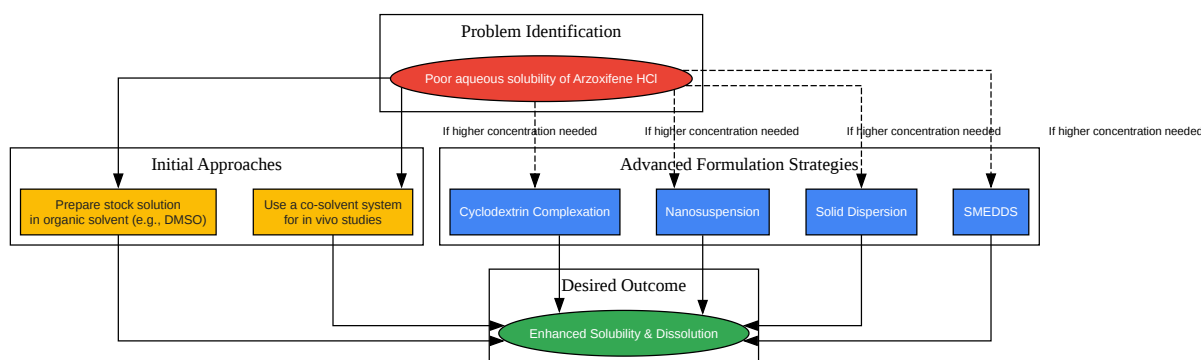 Problem Identification
Poor aqueous solubility of Arzoxifene HCl
If higher concentration needed
If higher concentration needed
If higher concentration needed
If higher concentration needed
Initial Approaches
Advanced Formulation Strategies
Prepare stock solution
in organic solvent (e.g., DMSO)
Use a co-solvent system
for in vivo studies
Cyclodextrin Complexation
Nanosuspension
Solid Dispersion
SMEDDS
Desired Outcome
Enhanced Solubility & Dissolution